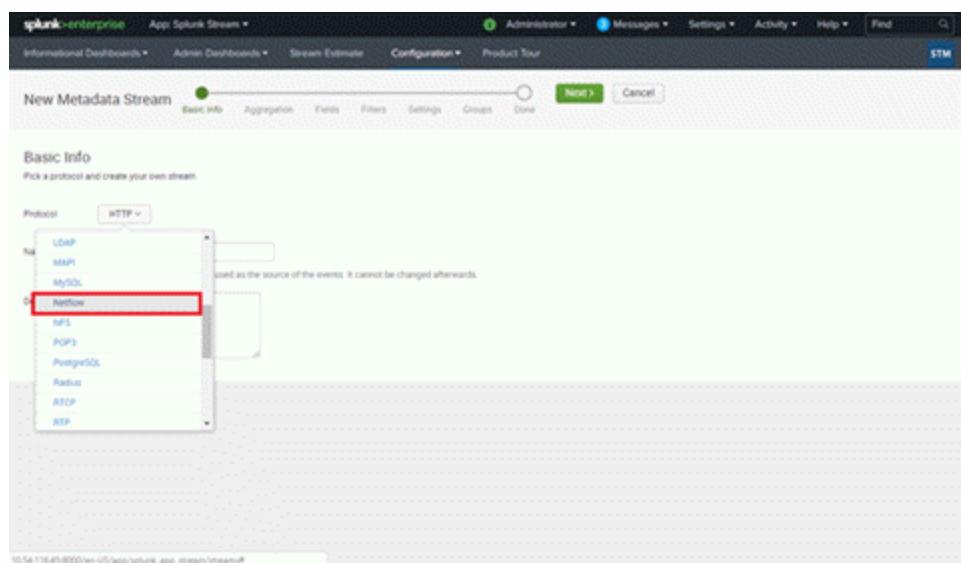 splunk>enterprise App: Splunk Stream Administrator 3 Messages Settings Activity Help Find
Informational Dashboards Admin Dashboards Stream Estimate Configuration Product Tour STM
New Metadata Stream Next > Cancel
Basic Info Aggregation Fields Filters Settings Groups Done
Basic Info
Pick a protocol and create your own stream.
Protocol HTTP
LDAP
Na
MAPI
used as the source of the events. It cannot be changed afterwards.
MySQL
Netflow
NFS
POP3
PostgreSQL
Radius
RTCP
RTP